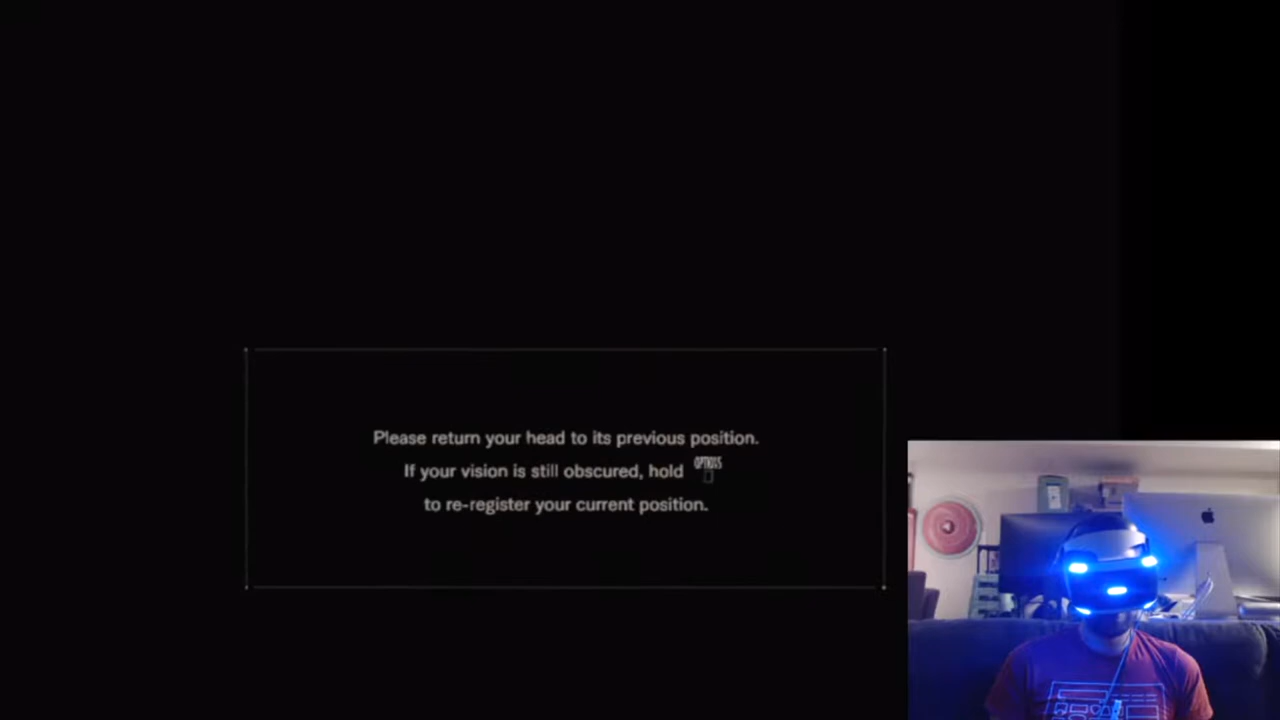 Please return your head to its previous position.
If your vision is still obscured, hold OPTIONS
to re-register your current position.